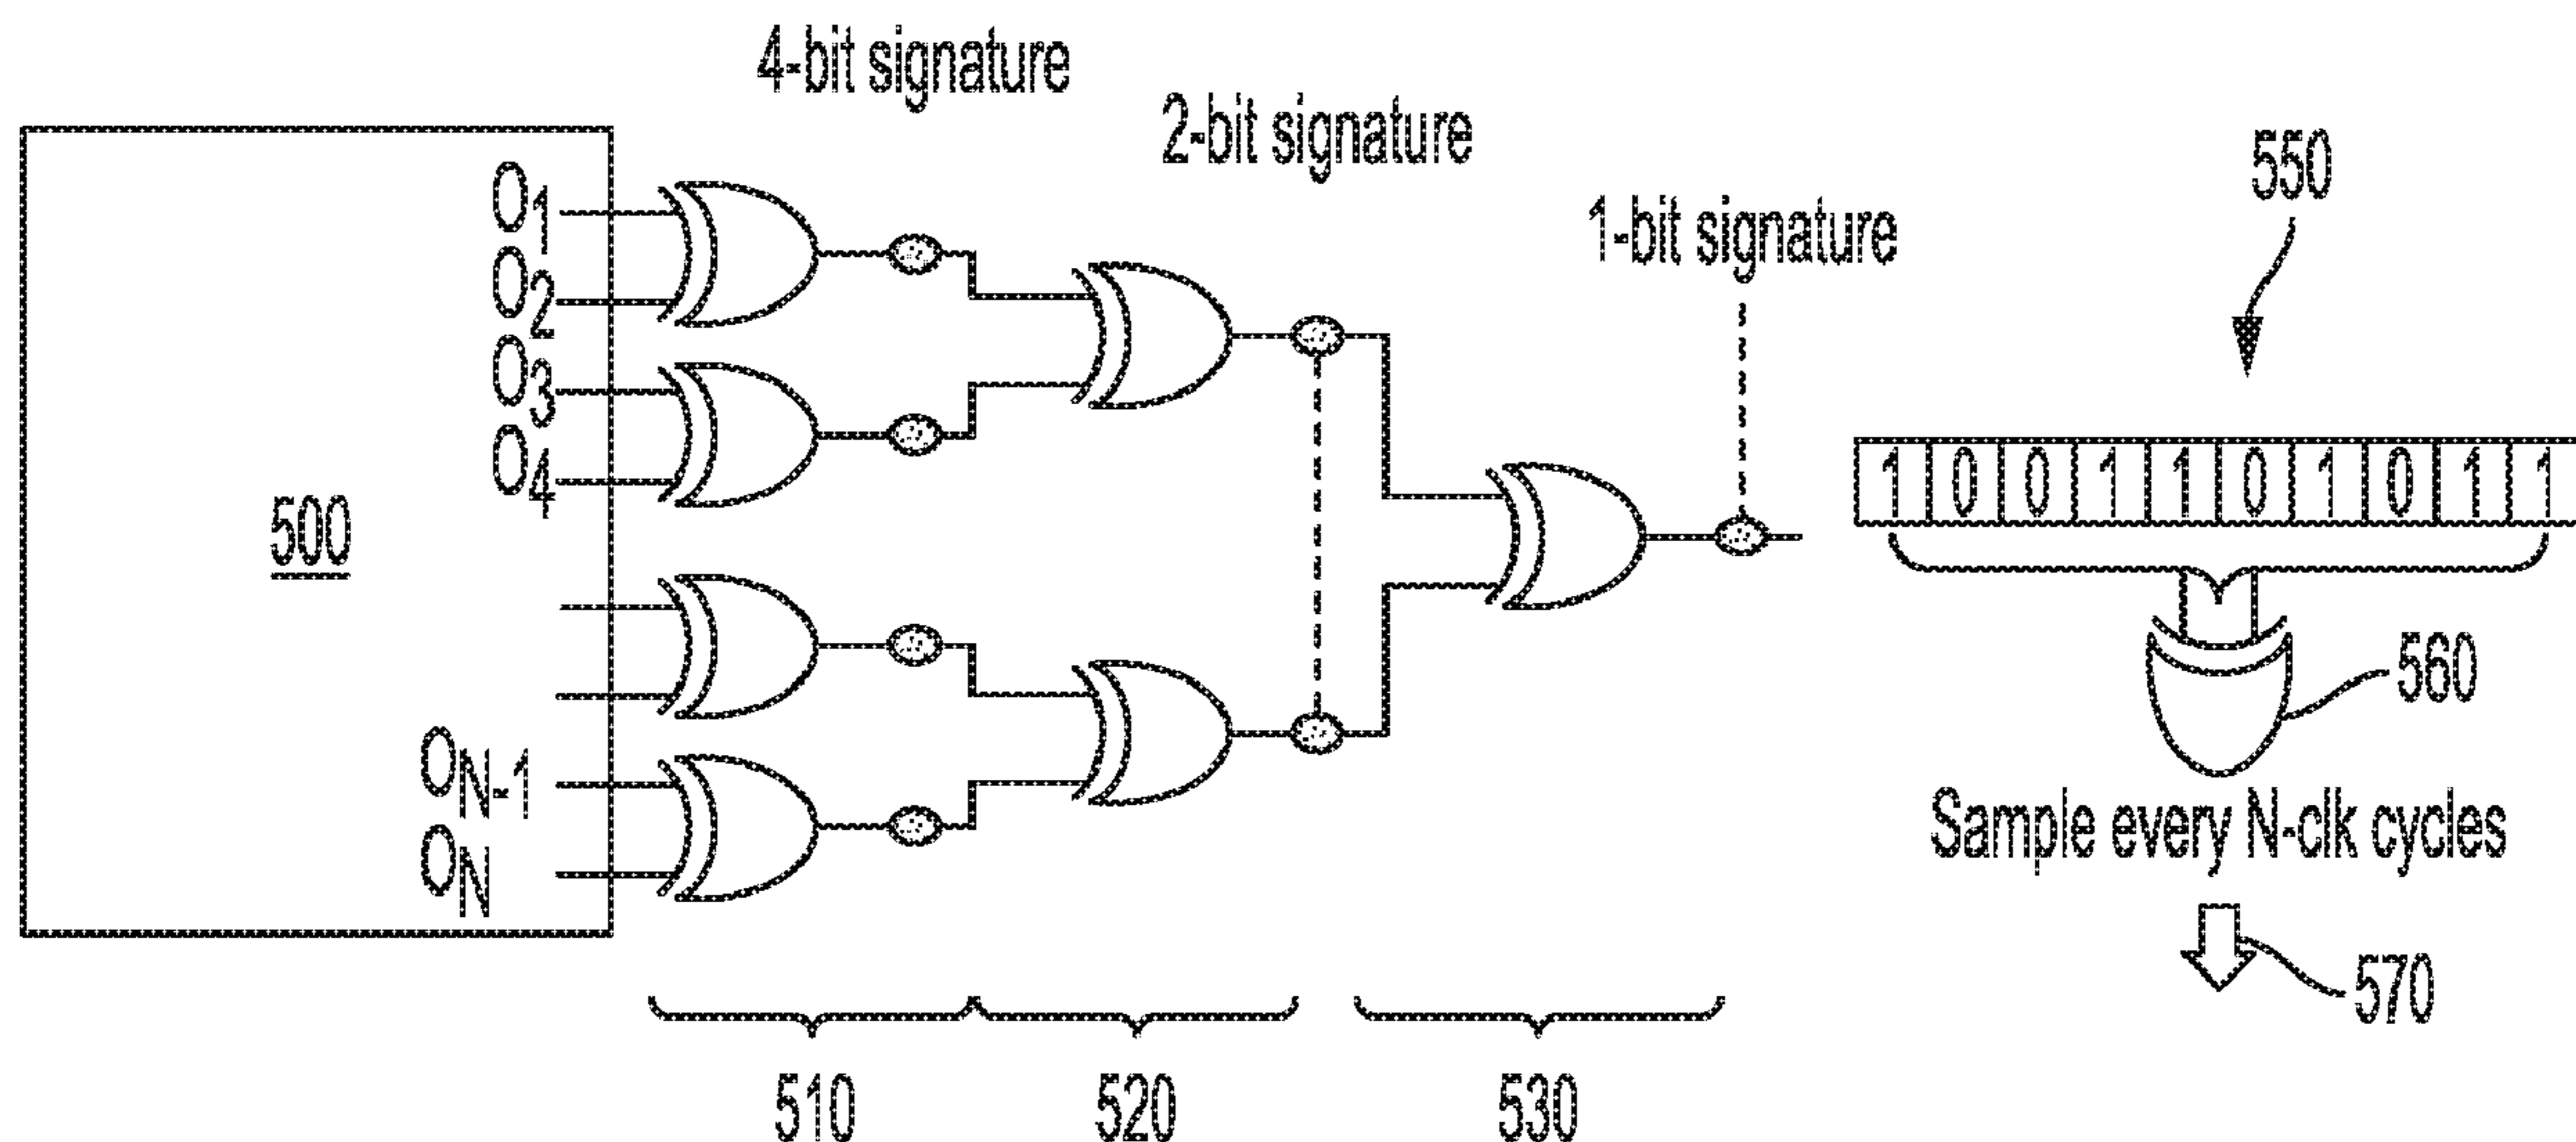 4-bit signature
2-bit signature
1-bit signature
550
O1
O2
O3
O4
500
ON-1
ON
1 0 0 1 1 0 1 0 1 1
560
Sample every N-clk cycles
570
510
520
530